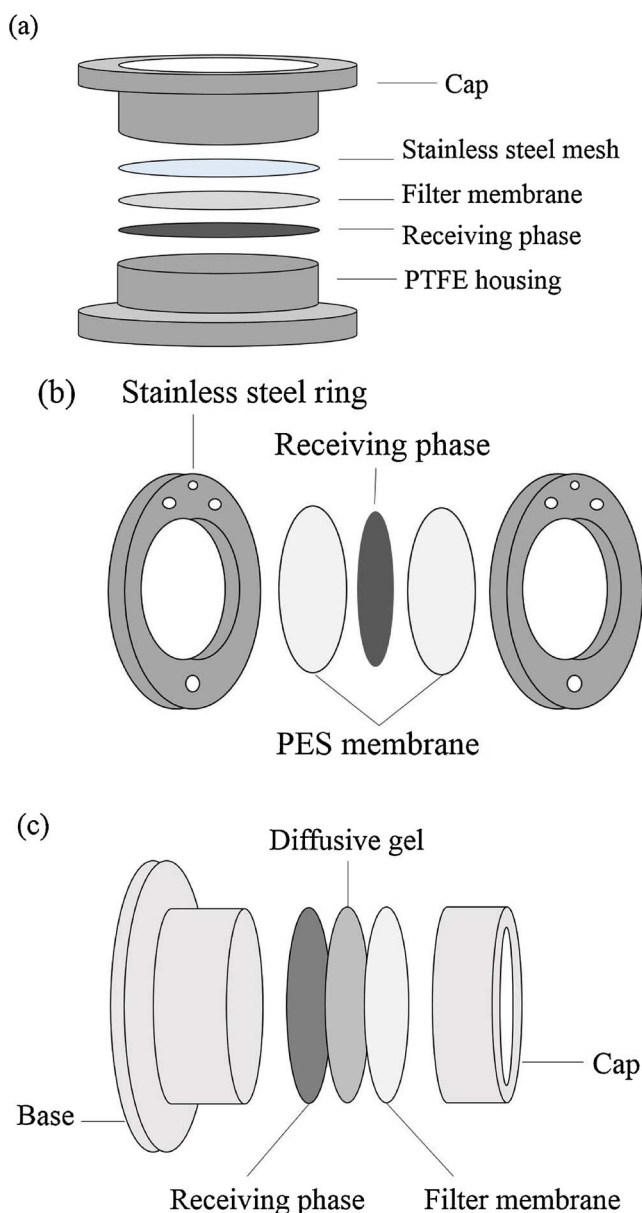 (a)
Cap
Stainless steel mesh
Filter membrane
Receiving phase
PTFE housing
(b)
Stainless steel ring
Receiving phase
PES membrane
(c)
Diffusive gel
Cap
Base
Receiving phase
Filter membrane